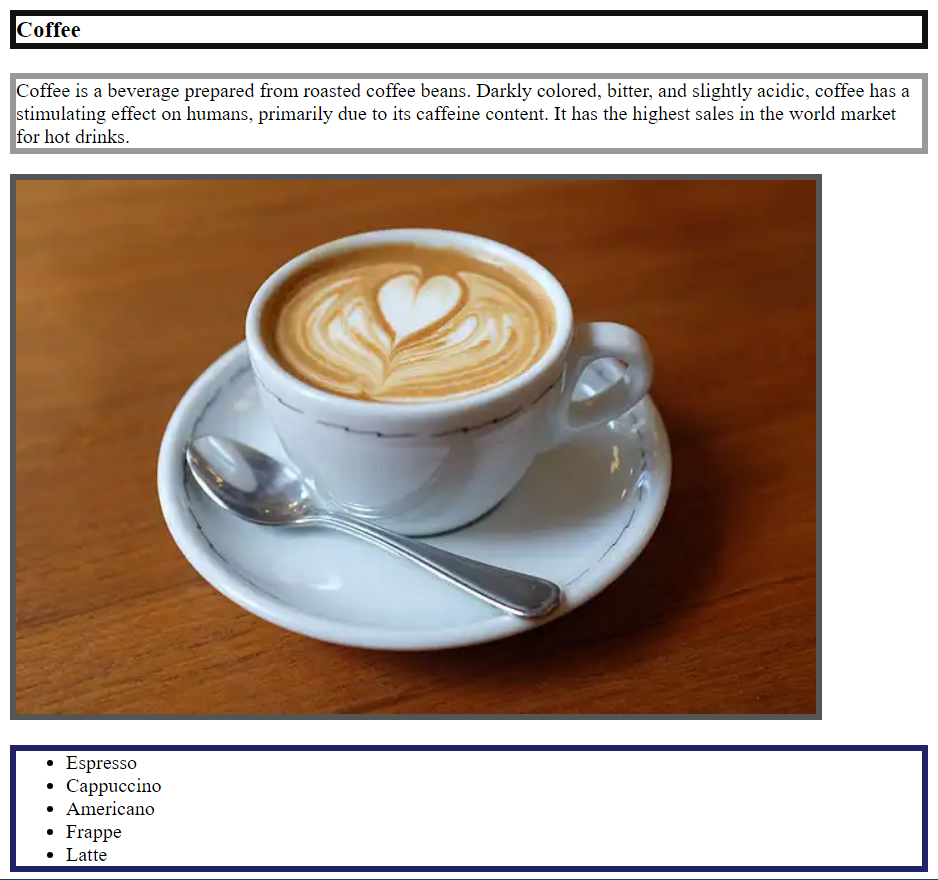 Coffee
Coffee is a beverage prepared from roasted coffee beans. Darkly colored, bitter, and slightly acidic, coffee has a
stimulating effect on humans, primarily due to its caffeine content. It has the highest sales in the world market
for hot drinks.
Espresso
Cappuccino
Americano
Frappe
Latte